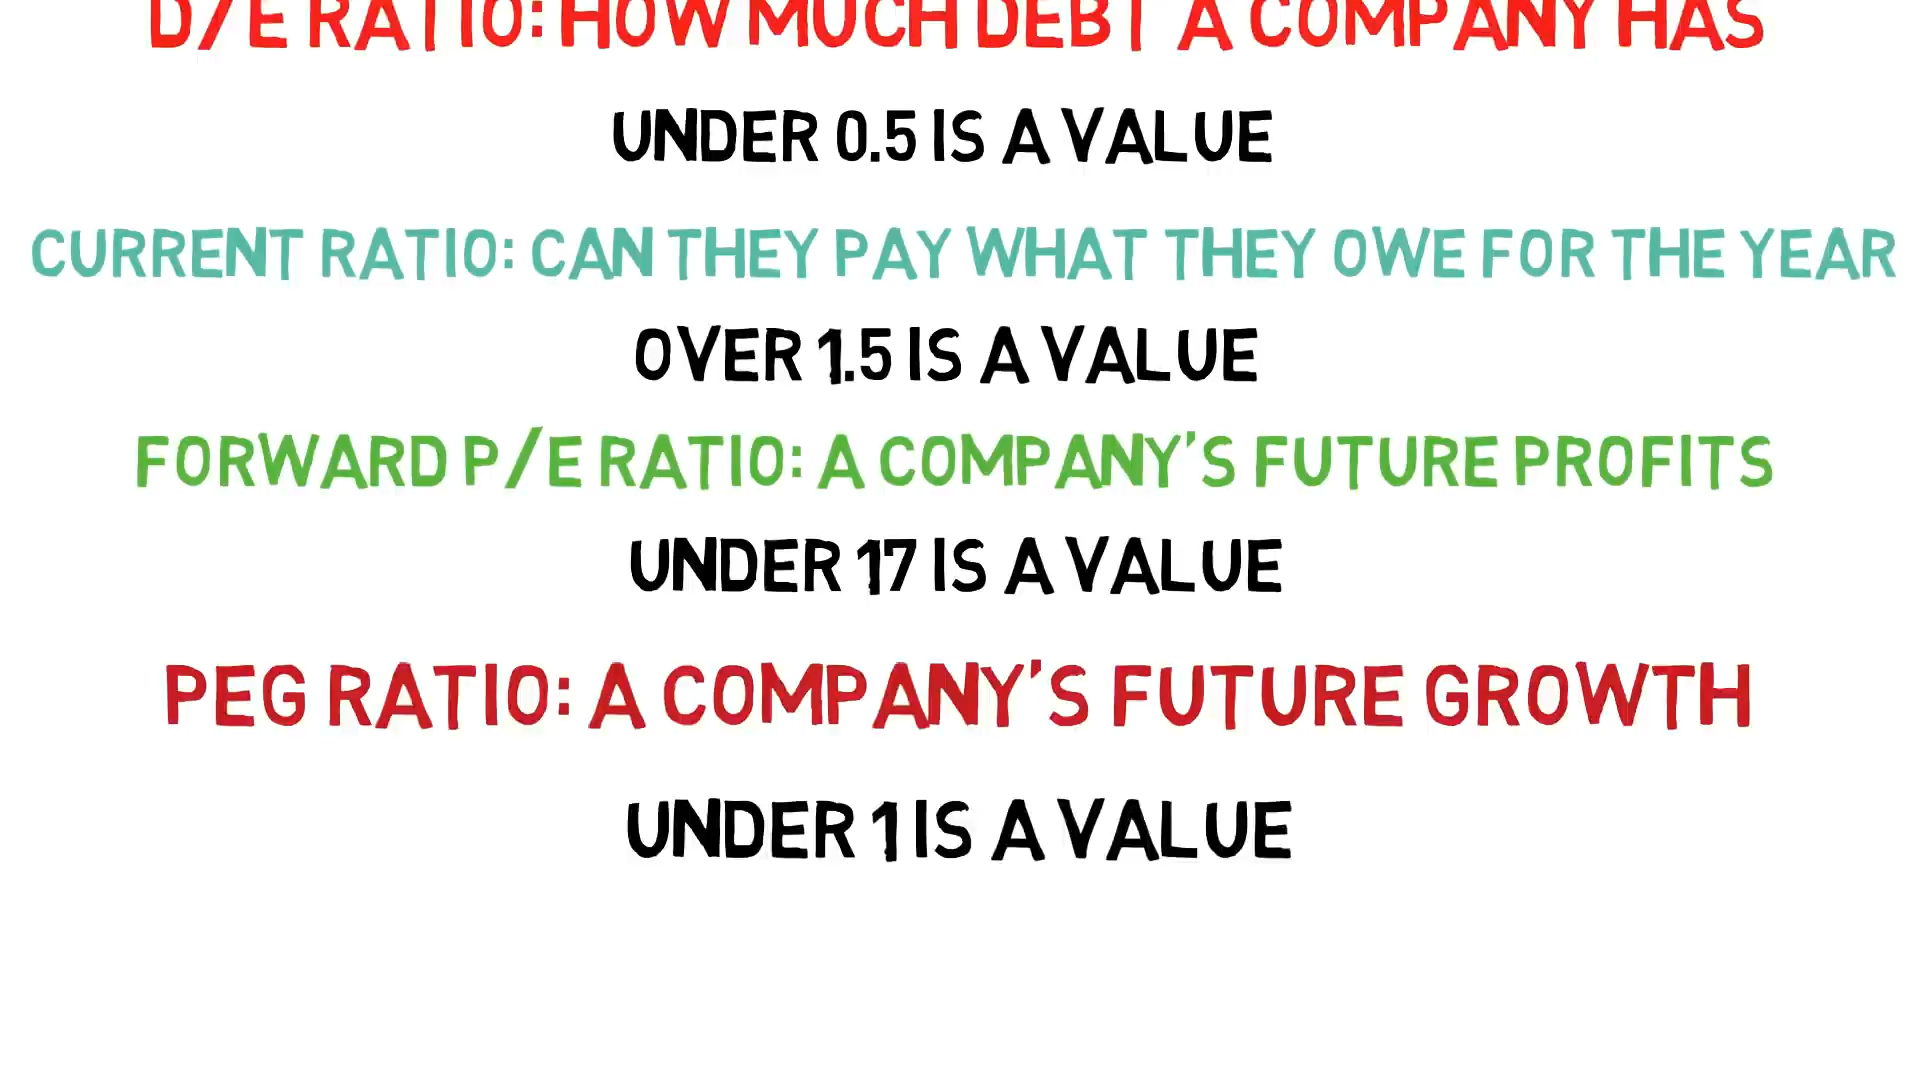 D/E RATIO: HOW MUCH DEBT A COMPANY HAS
UNDER 0.5 IS A VALUE
CURRENT RATIO: CAN THEY PAY WHAT THEY OWE FOR THE YEAR
OVER 1.5 IS A VALUE
FORWARD P/E RATIO: A COMPANY'S FUTURE PROFITS
UNDER 17 IS A VALUE
PEG RATIO: A COMPANY'S FUTURE GROWTH
UNDER 1 IS A VALUE